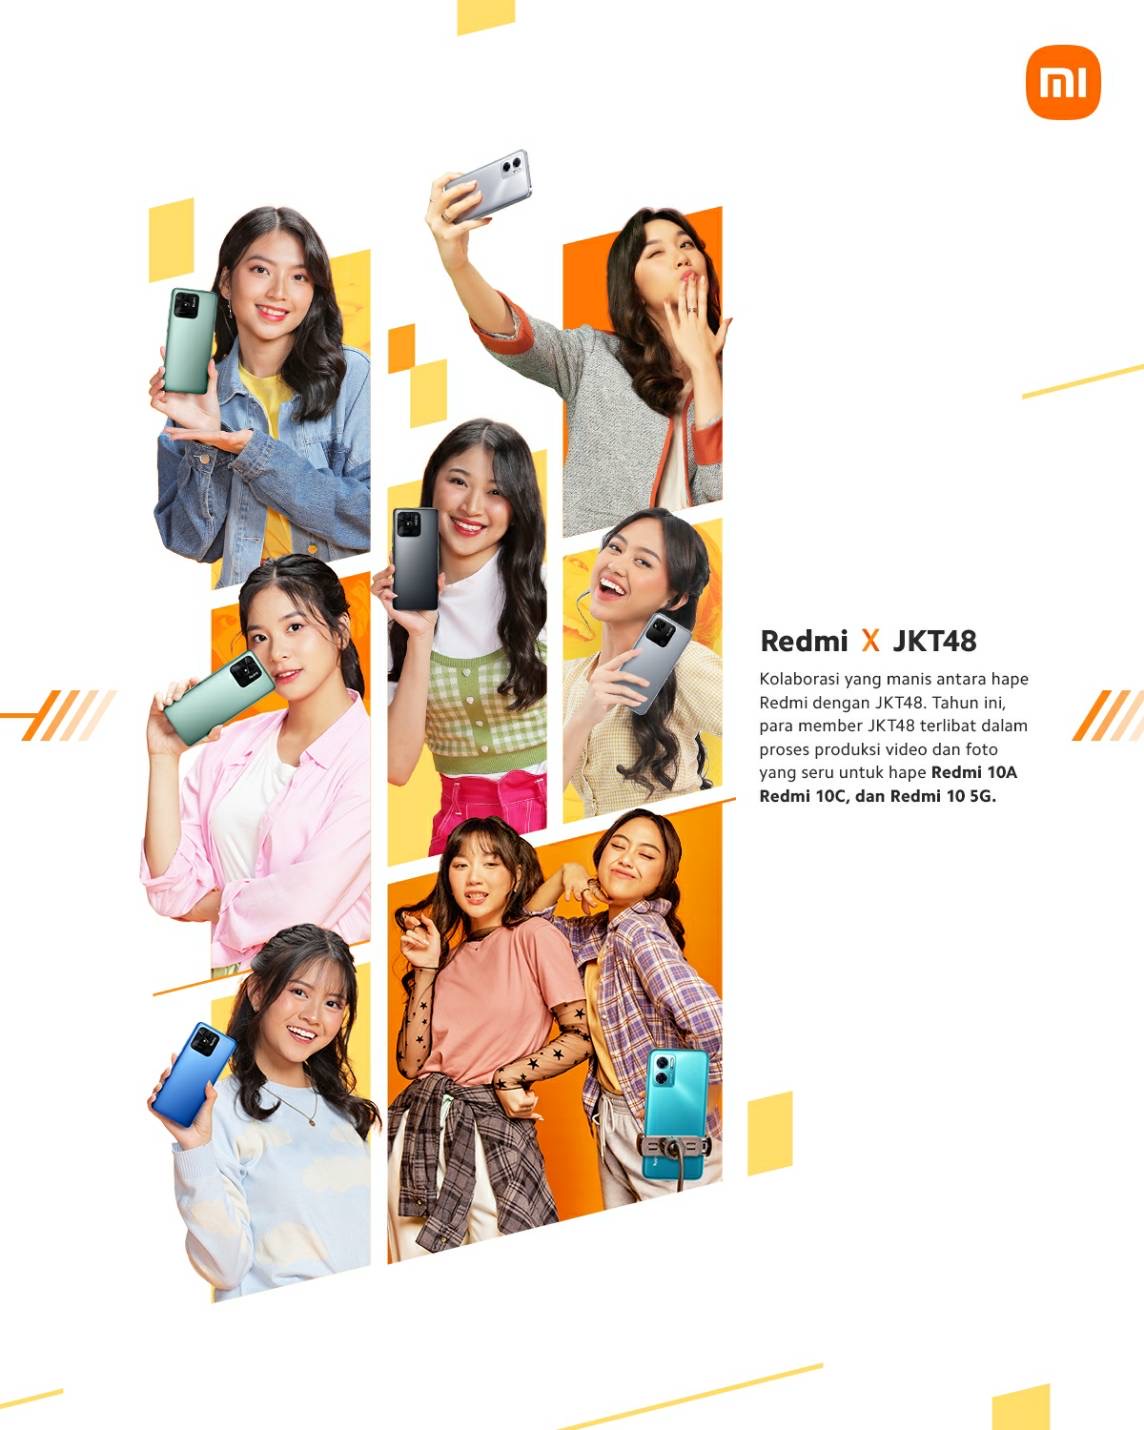 mi
Redmi X JKT48
Kolaborasi yang manis antara hape
Redmi dengan JKT48. Tahun ini,
para member JKT48 terlibat dalam
proses produksi video dan foto
yang seru untuk hape Redmi 10A
Redmi 10C, dan Redmi 10 5G.